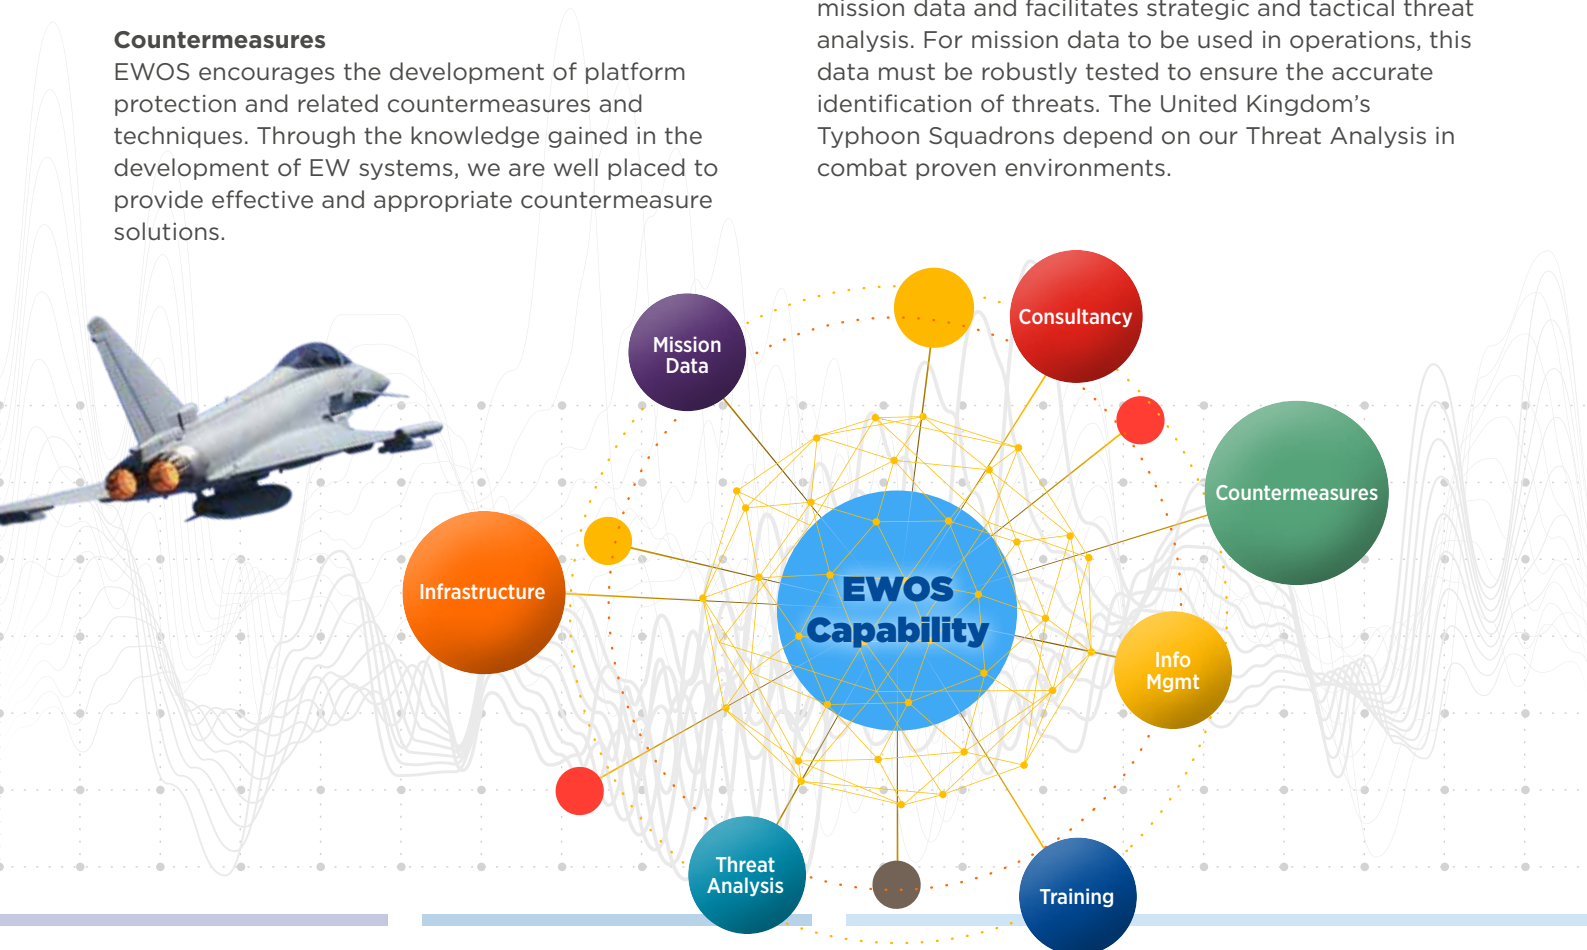 Countermeasures
EWOS encourages the development of platform
protection and related countermeasures and
techniques. Through the knowledge gained in the
development of EW systems, we are well placed to
provide effective and appropriate countermeasure
solutions.
mission data and facilitates strategic and tactical threat
analysis. For mission data to be used in operations, this
data must be robustly tested to ensure the accurate
identification of threats. The United Kingdom’s
Typhoon Squadrons depend on our Threat Analysis in
combat proven environments.
Mission
Data
Consultancy
Countermeasures
Infrastructure
EWOS
Capability
Info
Mgmt
Threat
Analysis
Training